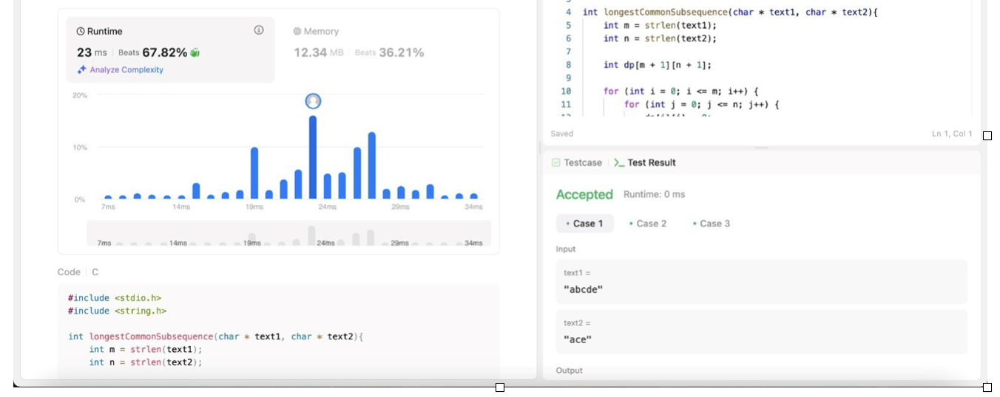 Runtime
23 ms | Beats 67.82%
Analyze Complexity
Memory
12.34 MB | Beats 36.21%
20%
10%
0%
7ms 14ms 19ms 24ms 29ms 34ms
7ms 14ms 19ms 24ms 29ms 34ms
Code | C
#include <stdio.h>
#include <string.h>
int longestCommonSubsequence(char * text1, char * text2){
    int m = strlen(text1);
    int n = strlen(text2);
4 int longestCommonSubsequence(char * text1, char * text2){
5     int m = strlen(text1);
6     int n = strlen(text2);
7
8     int dp[m + 1][n + 1];
9
10     for (int i = 0; i <= m; i++) {
11         for (int j = 0; j <= n; j++) {
Saved
Ln 1, Col 1
Testcase | >_ Test Result
Accepted Runtime: 0 ms
• Case 1 • Case 2 • Case 3
Input
text1 =
"abcde"
text2 =
"ace"
Output